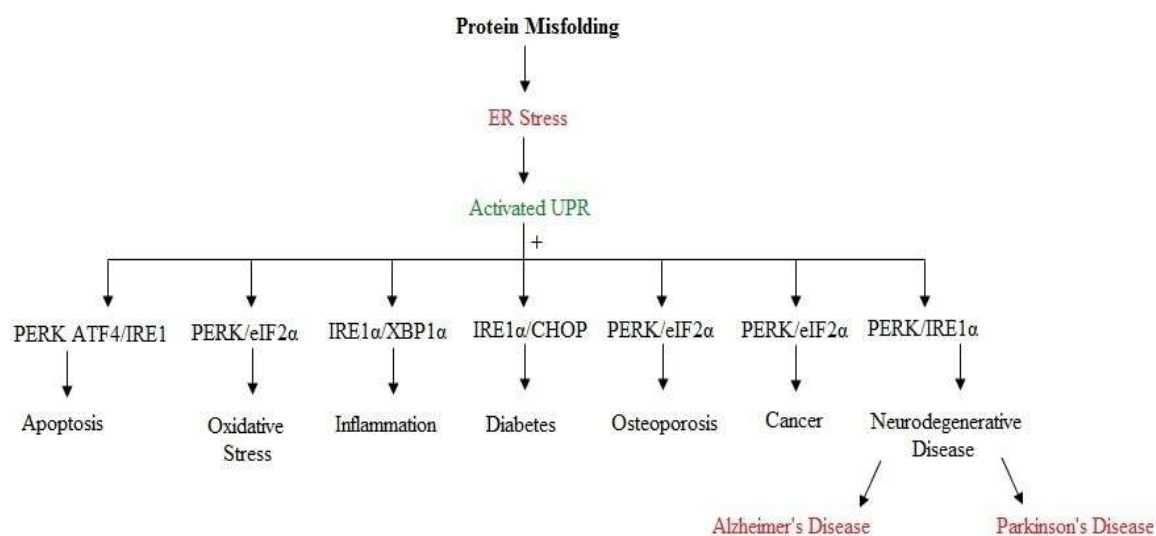 Protein Misfolding
ER Stress
Activated UPR
+
PERK ATF4/IRE1
PERK/eIF2α
IRE1α/XBP1α
IRE1α/CHOP
PERK/eIF2α
PERK/eIF2α
PERK/IRE1α
Apoptosis
Oxidative
Stress
Inflammation
Diabetes
Osteoporosis
Cancer
Neurodegenerative
Disease
Alzheimer's Disease
Parkinson's Disease